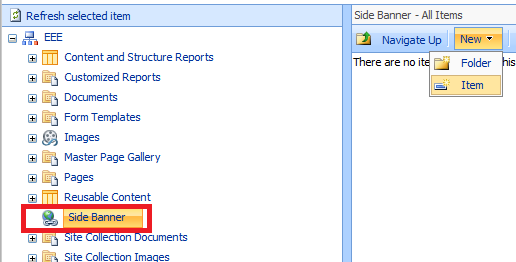 Refresh selected item
EEE
Content and Structure Reports
Customized Reports
Documents
Form Templates
Images
Master Page Gallery
Pages
Reusable Content
Side Banner
Site Collection Documents
Site Collection Images
Side Banner - All Items
Navigate Up New
There are no ite his
Folder
Item